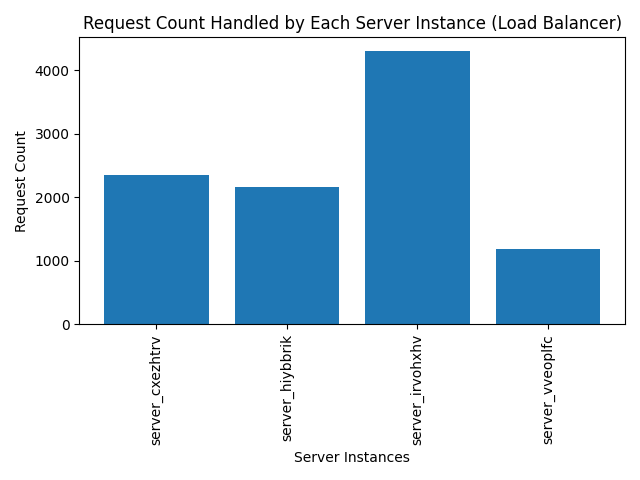 Request Count Handled by Each Server Instance (Load Balancer)
Request Count
4000
3000
2000
1000
0
server_cxezhtrv
server_hiybbrik
server_irvohxhv
server_vveoplfc
Server Instances